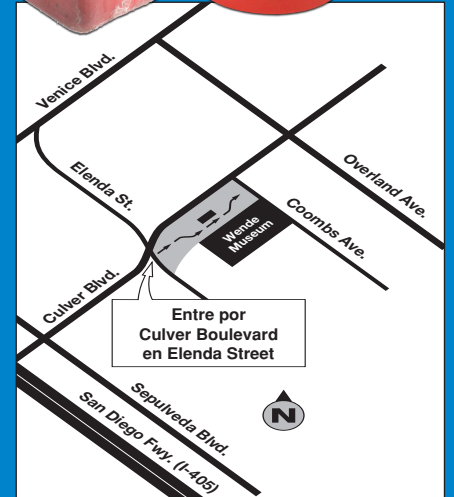 Venice Blvd.
Elenda St.
Overland Ave.
Coombs Ave.
Wende
Museum
Culver Blvd.
Entre por
Culver Boulevard
en Elenda Street
Sepulveda Blvd.
San Diego Fwy. (I-405)
N